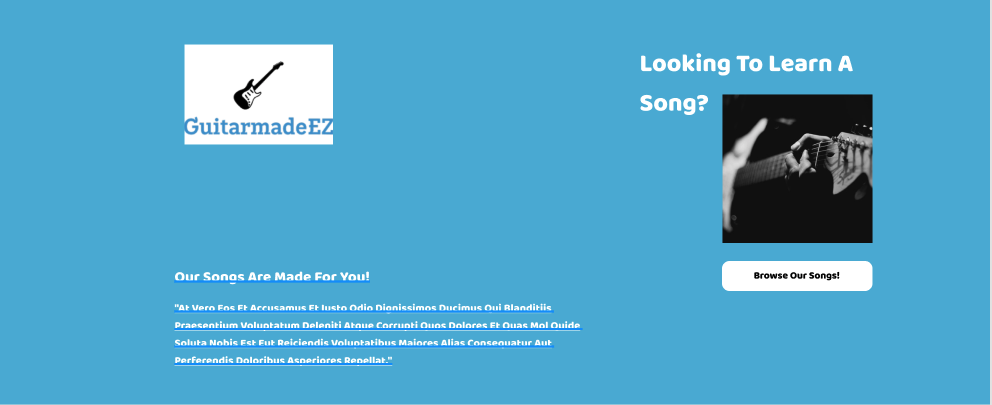 GuitarmadeEZ
Looking To Learn A
Song?
Browse Our Songs!
Our Songs Are Made For You!
"At Vero Eos Et Accusamus Et Iusto Odio Dignissimos Ducimus Qui Blanditiis
Praesentium Voluptatum Deleniti Atque Corrupti Quos Dolores Et Quas Mol Quide
Soluta Nobis Est Eut Reiciendis Voluptatibus Maiores Alias Consequatur Aut
Perferendis Doloribus Asperiores Repellat."